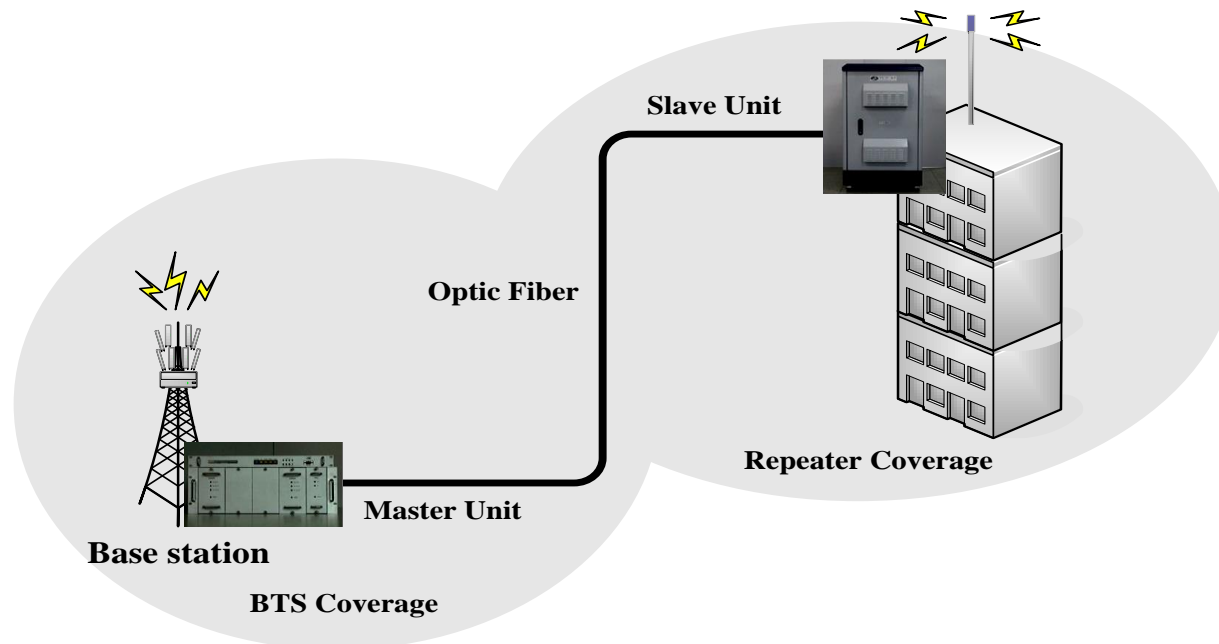 Slave Unit
Optic Fiber
Repeater Coverage
Master Unit
Base station
BTS Coverage